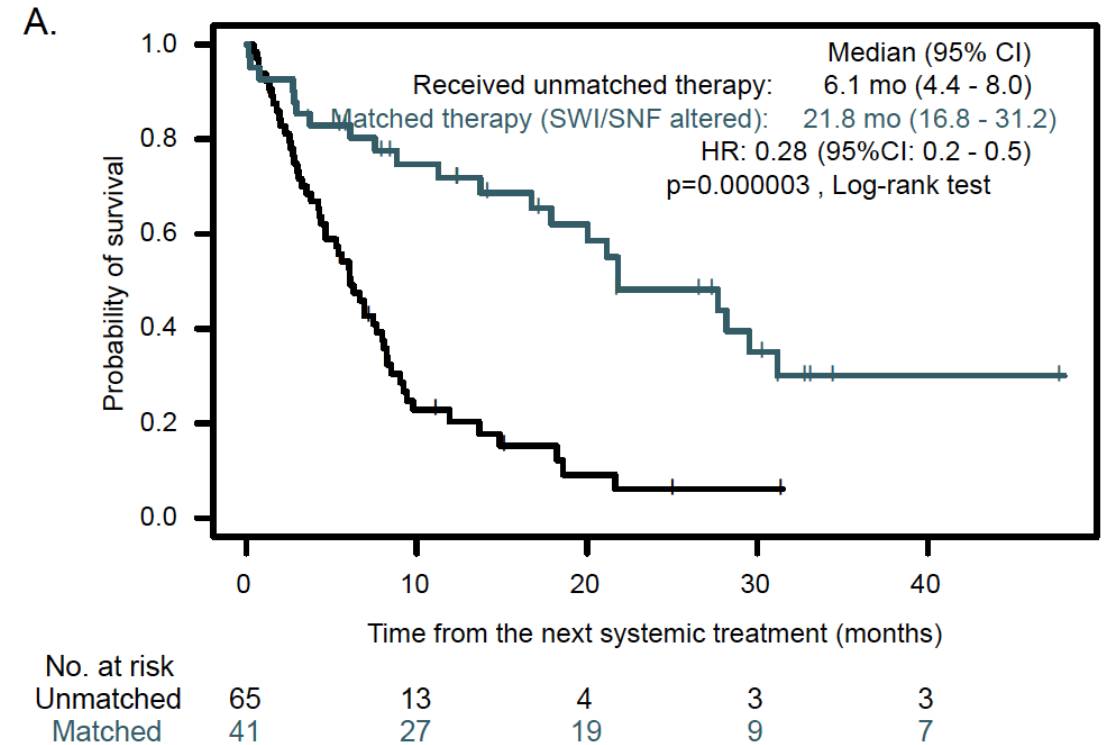 A.
Median (95% CI)
Received unmatched therapy: 6.1 mo (4.4 - 8.0)
Matched therapy (SWI/SNF altered): 21.8 mo (16.8 - 31.2)
HR: 0.28 (95%CI: 0.2 - 0.5)
p=0.000003 , Log-rank test
Probability of survival
1.0
0.8
0.6
0.4
0.2
0.0
0 10 20 30 40
Time from the next systemic treatment (months)
No. at risk
Unmatched 65 13 4 3 3
Matched 41 27 19 9 7